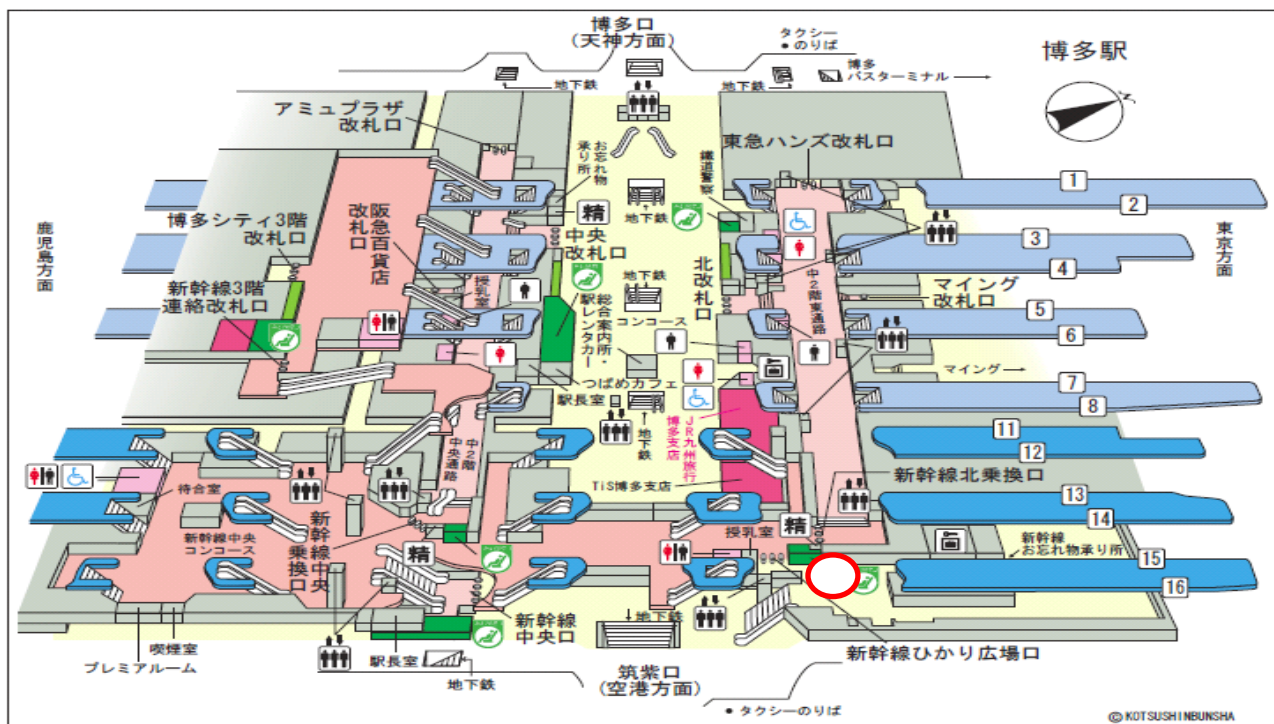 博多口
(天神方面)
タクシー
●のりば
博多駅
地下鉄
地下鉄
博多
バスターミナル
アミュプラザ
改札口
お忘れ物
承り所
東急ハンズ改札口
鐵道警察
1
2
精
地下鉄
鹿児島方面
博多シティ3階
改札口
阪急百貨店
改札口
中央
改札口
3
4
東京方面
新幹線3階
連絡改札口
授乳室
総合案内所・
駅レンタカー
コンコース
地下鉄
北改札口
中2階東通路
マイング
改札口
5
6
つばめカフェ
駅長室
マイング
7
8
中2階
中央通路
地下鉄
JR九州旅行
博多支店
11
12
待合室
TiS博多支店
新幹線北乗換口
13
14
新幹線中央
コンコース
新幹線中央
乗換口
精
授乳室
精
新幹線
お忘れ物承り所
15
16
新幹線
中央口
地下鉄
新幹線ひかり広場口
喫煙室
プレミアルーム
駅長室
地下鉄
筑紫口
(空港方面)
●タクシーのりば
©KOTSUSHINBUNSHA